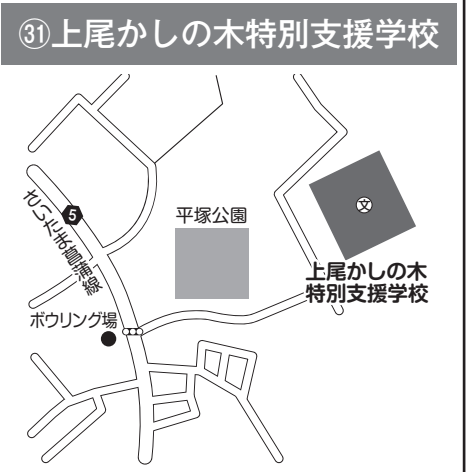 ㉛上尾かしの木特別支援学校
5
さいたま菖蒲線
平塚公園
文
上尾かしの木
特別支援学校
ボウリング場